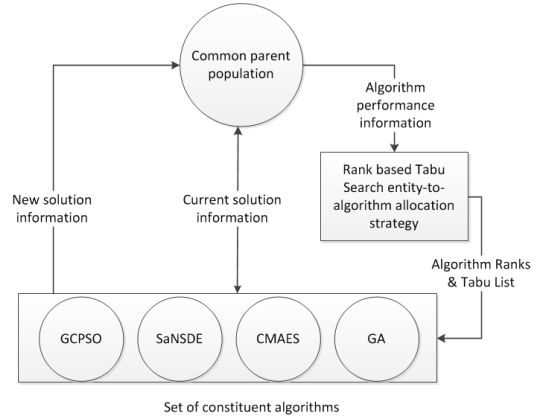 Common parent
population
Algorithm
performance
information
New solution
information
Current solution
information
Rank based Tabu
Search entity-to-
algorithm allocation
strategy
Algorithm Ranks
& Tabu List
GCPSO
SaNSDE
CMAES
GA
Set of constituent algorithms